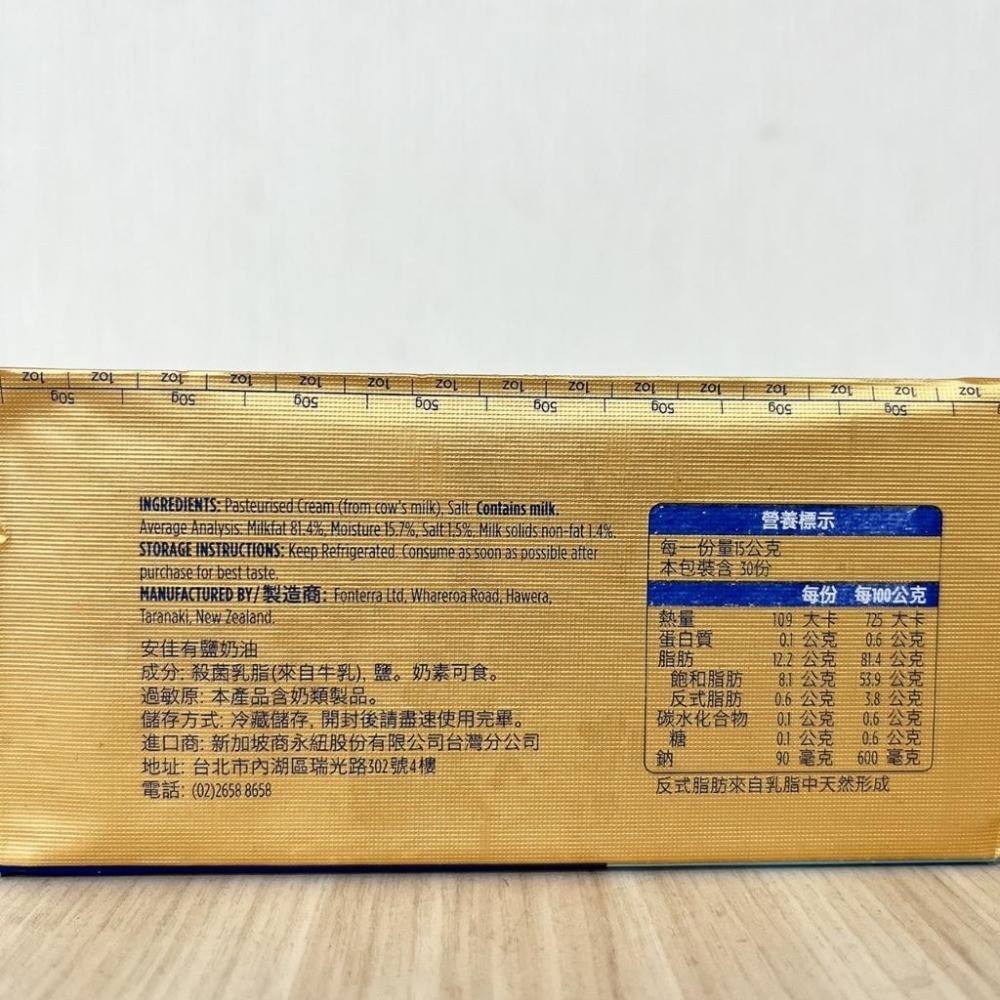 1oz 1oz 1oz 1oz 1oz 1oz 1oz 1oz 1oz 1oz 1oz 1oz 1oz 1oz 1oz
50g 50g 50g 50g 50g 50g 50g 50g
INGREDIENTS: Pasteurised Cream (from cow's milk), Salt. Contains milk.
Average Analysis. Milkfat 81.4%, Moisture 15.7%, Salt 1.5%, Milk solids non-fat 1.4%.
STORAGE INSTRUCTIONS: Keep Refrigerated. Consume as soon as possible after
purchase for best taste.
MANUFACTURED BY/ 製造商: Fonterra Ltd, Whareroa Road, Hawera,
Taranaki, New Zealand.
安佳有鹽奶油
成分: 殺菌乳脂(來自牛乳), 鹽。奶素可食。
過敏原: 本產品含奶類製品。
儲存方式: 冷藏儲存, 開封後請盡速使用完畢。
進口商: 新加坡商永紐股份有限公司台灣分公司
地址: 台北市內湖區瑞光路302號4樓
電話: (02)2658 8658
營養標示
每一份量15公克
本包裝含 30份
每份 每100公克
熱量 109 大卡 725 大卡
蛋白質 0.1 公克 0.6 公克
脂肪 12.2 公克 81.4 公克
飽和脂肪 8.1 公克 53.9 公克
反式脂肪 0.6 公克 3.8 公克
碳水化合物 0.1 公克 0.6 公克
糖 0.1 公克 0.6 公克
鈉 90 毫克 600 毫克
反式脂肪來自乳脂中天然形成